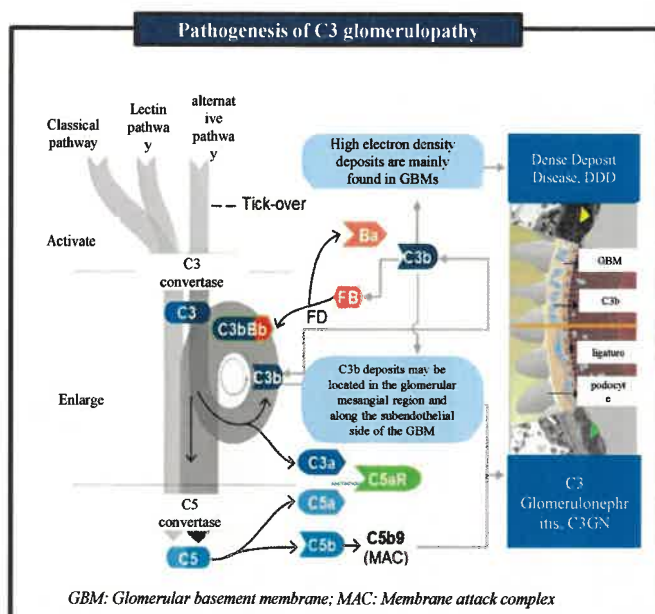 Pathogenesis of C3 glomerulopathy
Classical
pathway
Lectin
pathwa
y
alternat
ive
pathwa
y
Tick-over
Activate
C3
convertase
C3
C3bBb
C3b
Enlarge
Ba
C3b
FB
FD
High electron density
deposits are mainly
found in GBMs
Dense Deposit
Disease, DDD
GBM
C3b
ligature
podocyt
e
C3b deposits may be
located in the glomerular
mesangial region and
along the subendothelial
side of the GBM
C3a
C5aR
C5a
C5
convertase
C5
C5b
C5b9
(MAC)
C3
Glomerulonephr
itis, C3GN
GBM: Glomerular basement membrane; MAC: Membrane attack complex